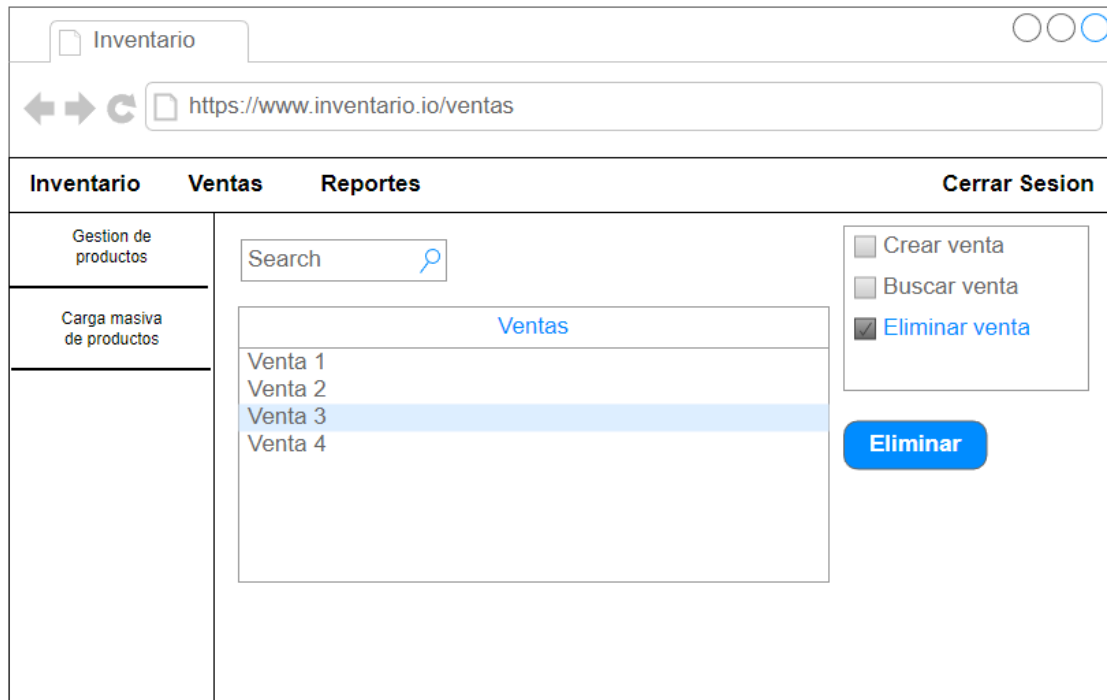 Inventario
https://www.inventario.io/ventas
Inventario Ventas Reportes Cerrar Sesion
Gestion de
productos
Carga masiva
de productos
Search
Ventas
Venta 1
Venta 2
Venta 3
Venta 4
Crear venta
Buscar venta
Eliminar venta
Eliminar